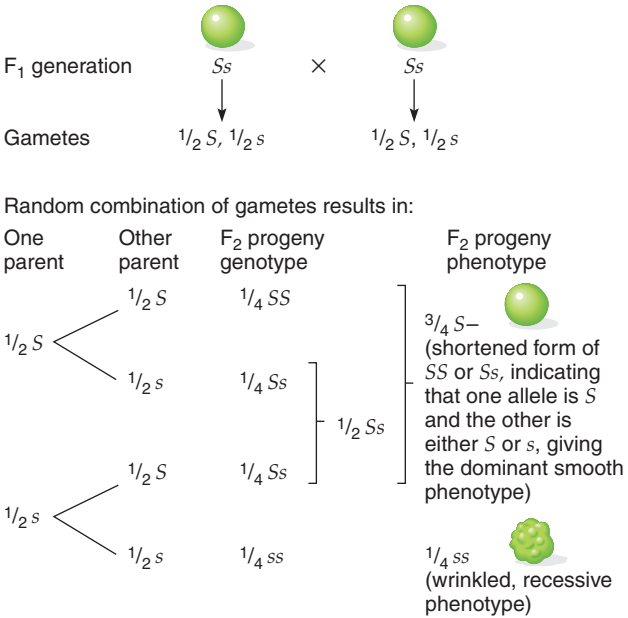 F₁ generation Ss × Ss
Gametes 1/2 S, 1/2 s 1/2 S, 1/2 s
Random combination of gametes results in:
One Other F₂ progeny F₂ progeny
parent parent genotype phenotype
1/2 S
1/2 S
1/4 SS
1/2 s
1/4 Ss
1/2 s
1/2 S
1/4 Ss
1/2 s
1/4 ss
1/2 Ss
3/4 S–
(shortened form of
SS or Ss, indicating
that one allele is S
and the other is
either S or s, giving
the dominant smooth
phenotype)
1/4 ss
(wrinkled, recessive
phenotype)